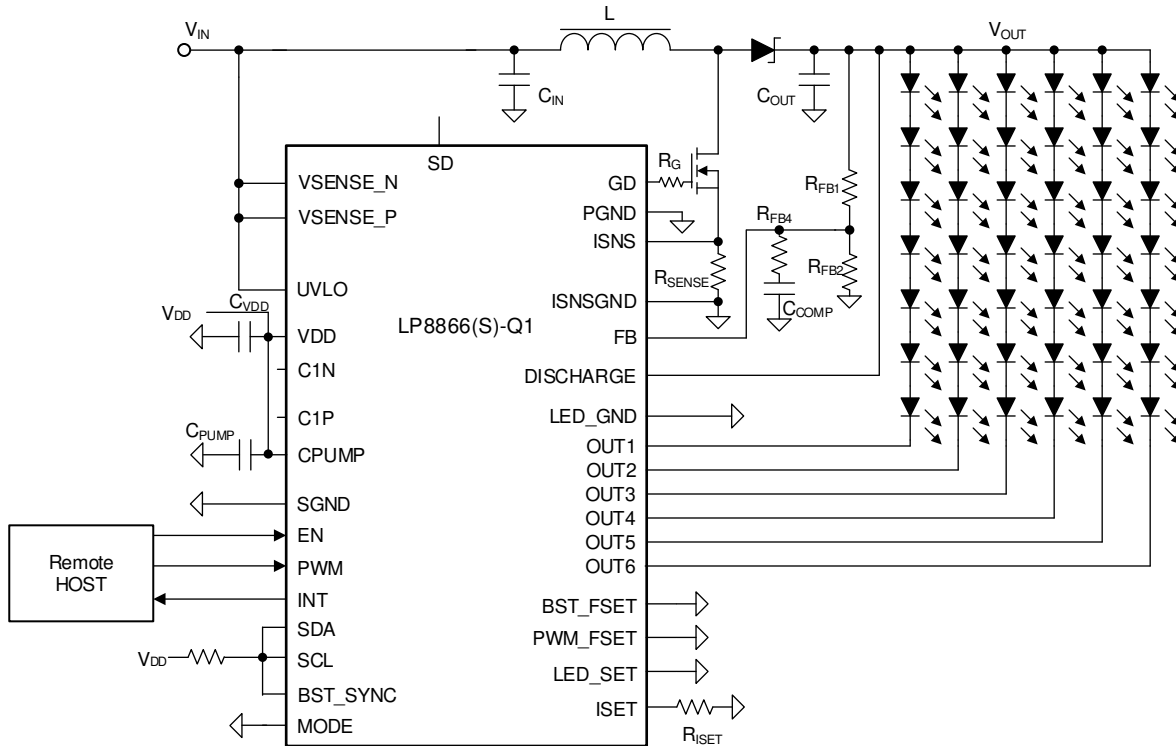 V_IN
L
V_OUT
C_IN
C_OUT
SD
R_G
R_FB1
R_FB4
R_FB2
R_SENSE
C_COMP
VSENSE_N
VSENSE_P
UVLO
C_VDD
V_DD
VDD
C1N
C1P
C_PUMP
CPUMP
SGND
EN
PWM
INT
SDA
SCL
BST_SYNC
MODE
Remote
HOST
V_DD
LP8866(S)-Q1
GD
PGND
ISNS
ISNSGND
FB
DISCHARGE
LED_GND
OUT1
OUT2
OUT3
OUT4
OUT5
OUT6
BST_FSET
PWM_FSET
LED_SET
ISET
R_ISET